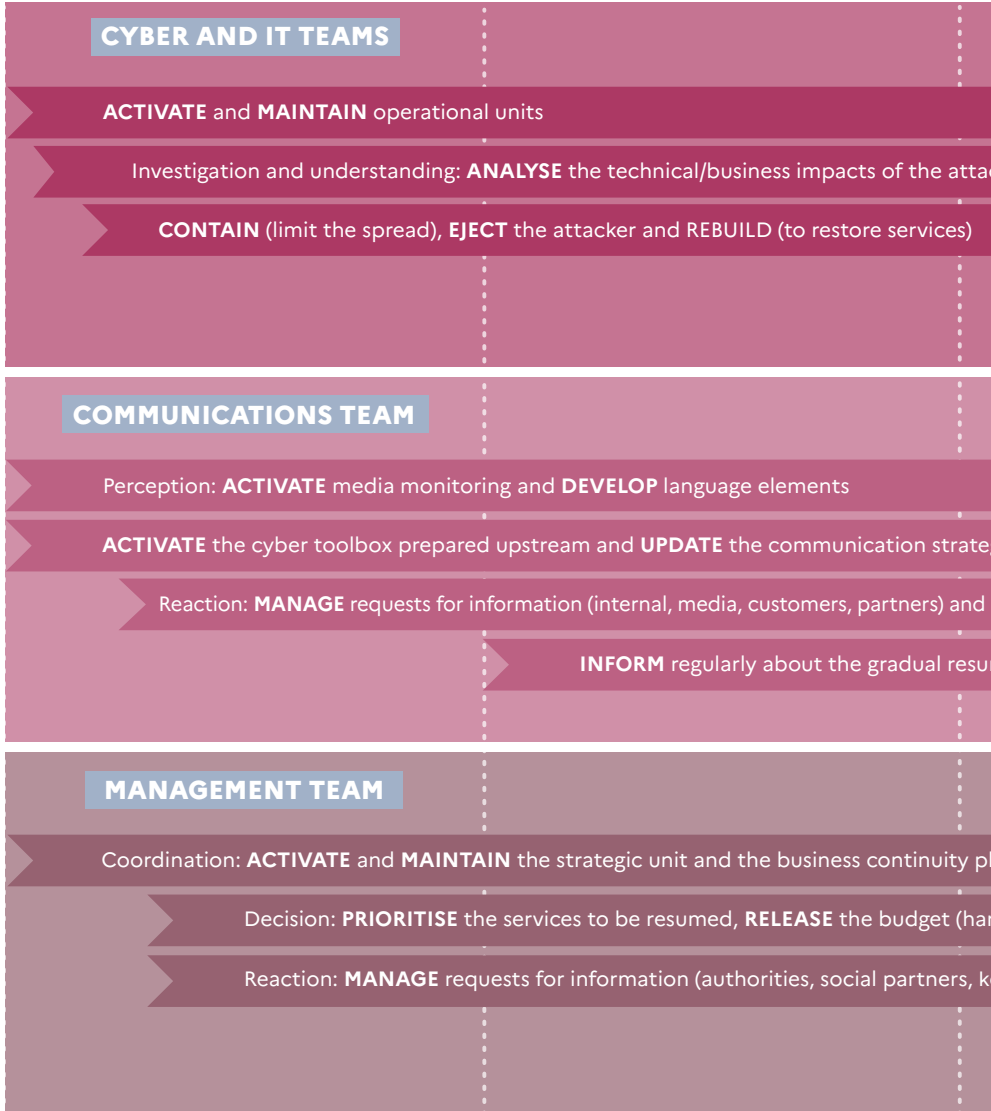 CYBER AND IT TEAMS
ACTIVATE and MAINTAIN operational units
Investigation and understanding: ANALYSE the technical/business impacts of the
CONTAIN (limit the spread), EJECT the attacker and REBUILD (to restore services)
COMMUNICATIONS TEAM
Perception: ACTIVATE media monitoring and DEVELOP language elements
ACTIVATE the cyber toolbox prepared upstream and UPDATE the communication
Reaction: MANAGE requests for information (internal, media, customers, partners) and
INFORM regularly about the gradual
MANAGEMENT TEAM
Coordination: ACTIVATE and MAINTAIN the strategic unit and the business continuity
Decision: PRIORITISE the services to be resumed, RELEASE the budget
Reaction: MANAGE requests for information (authorities, social partners,